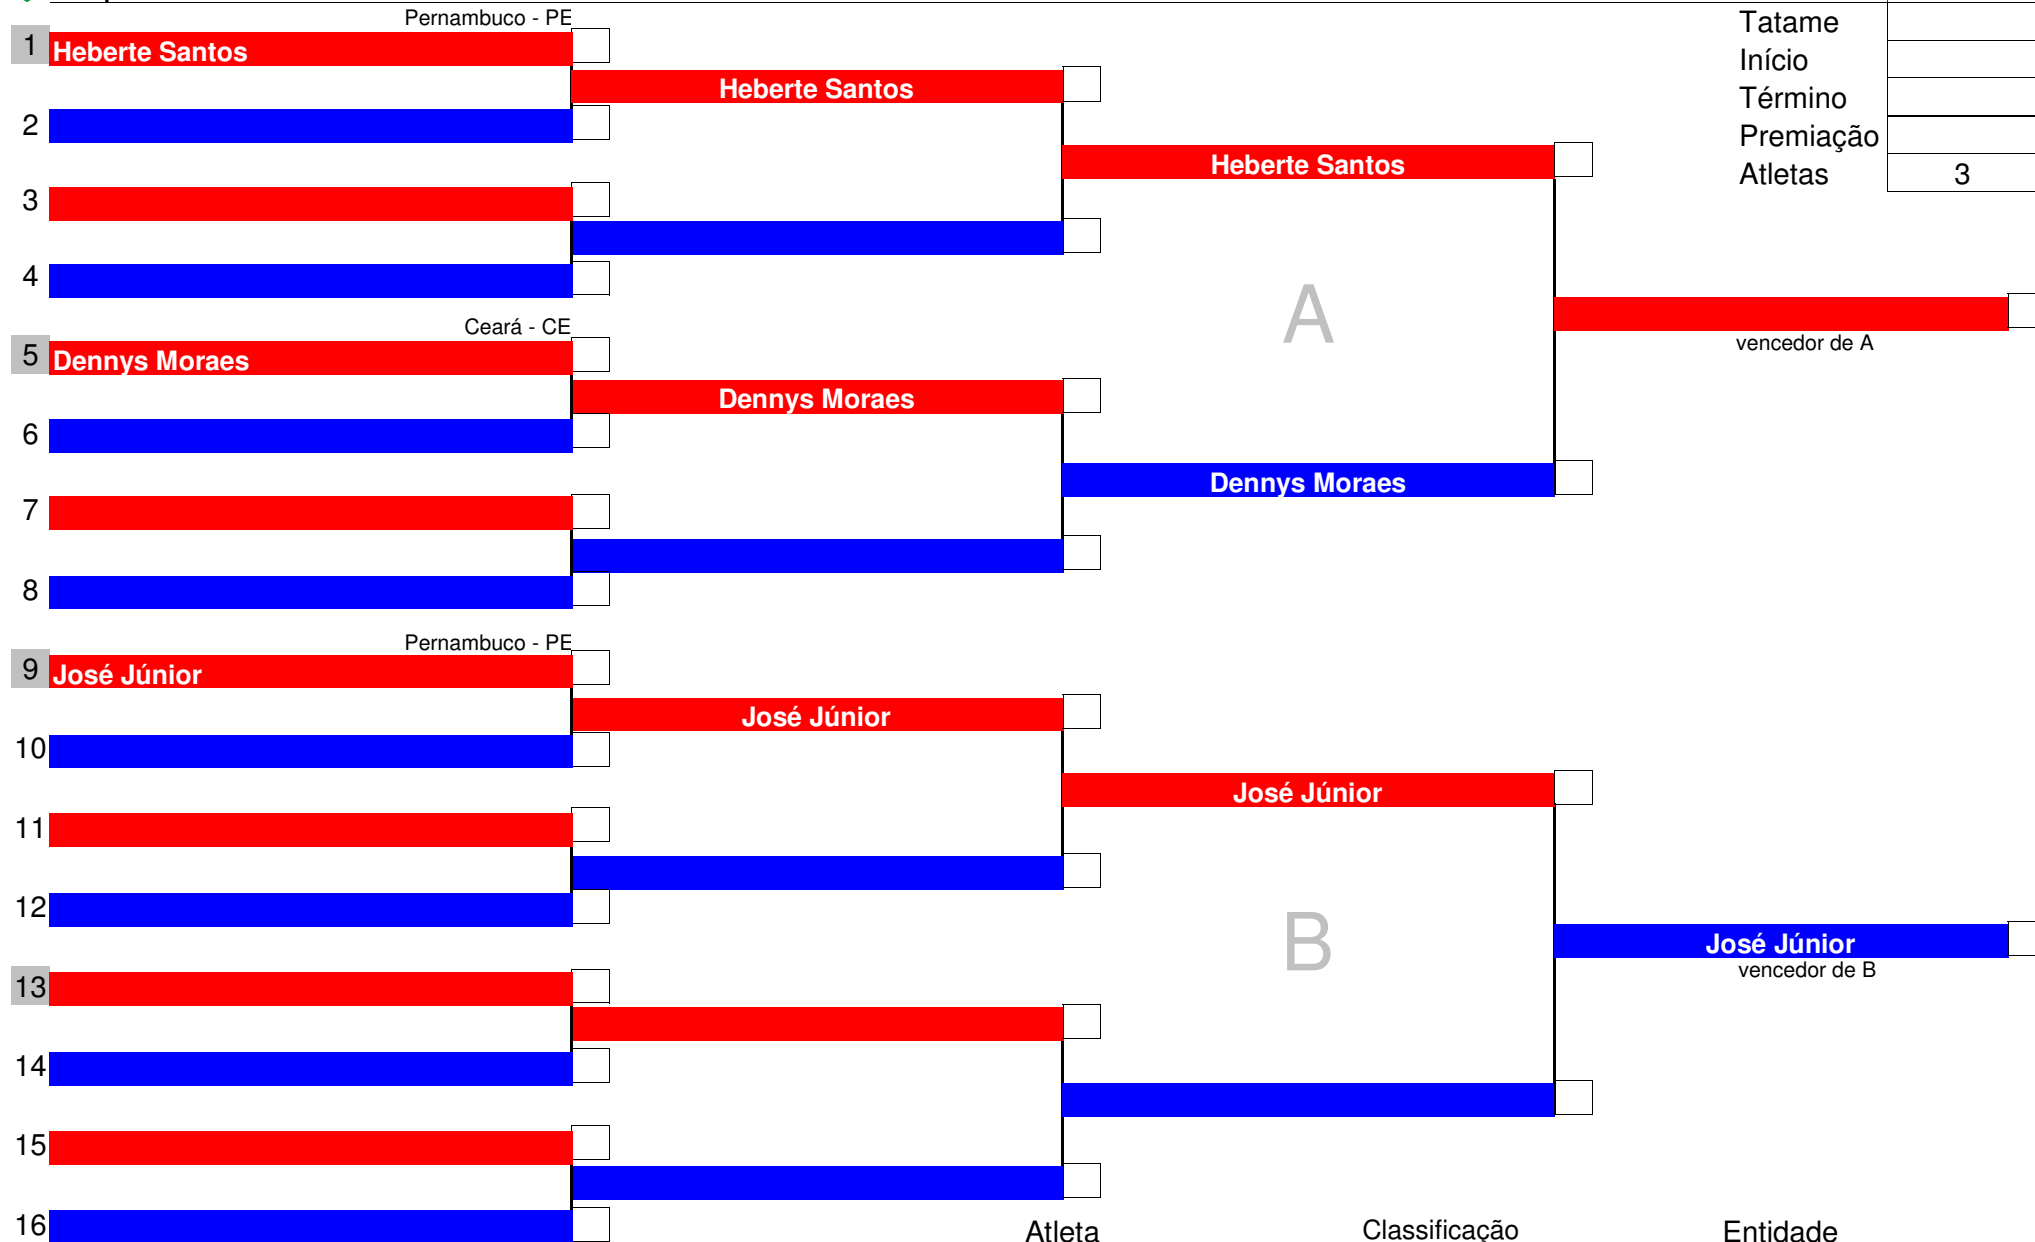 Pernambuco - PE
1 Heberte Santos
Heberte Santos
2
Heberte Santos
3
4
Ceará - CE
5 Dennys Moraes
Dennys Moraes
6
Dennys Moraes
7
8
A
vencedor de A
Tatame
Início
Término
Premiação
Atletas 3
Pernambuco - PE
9 José Júnior
José Júnior
10
José Júnior
11
12
B
José Júnior
vencedor de B
13
14
15
16
Atleta Classificação Entidade